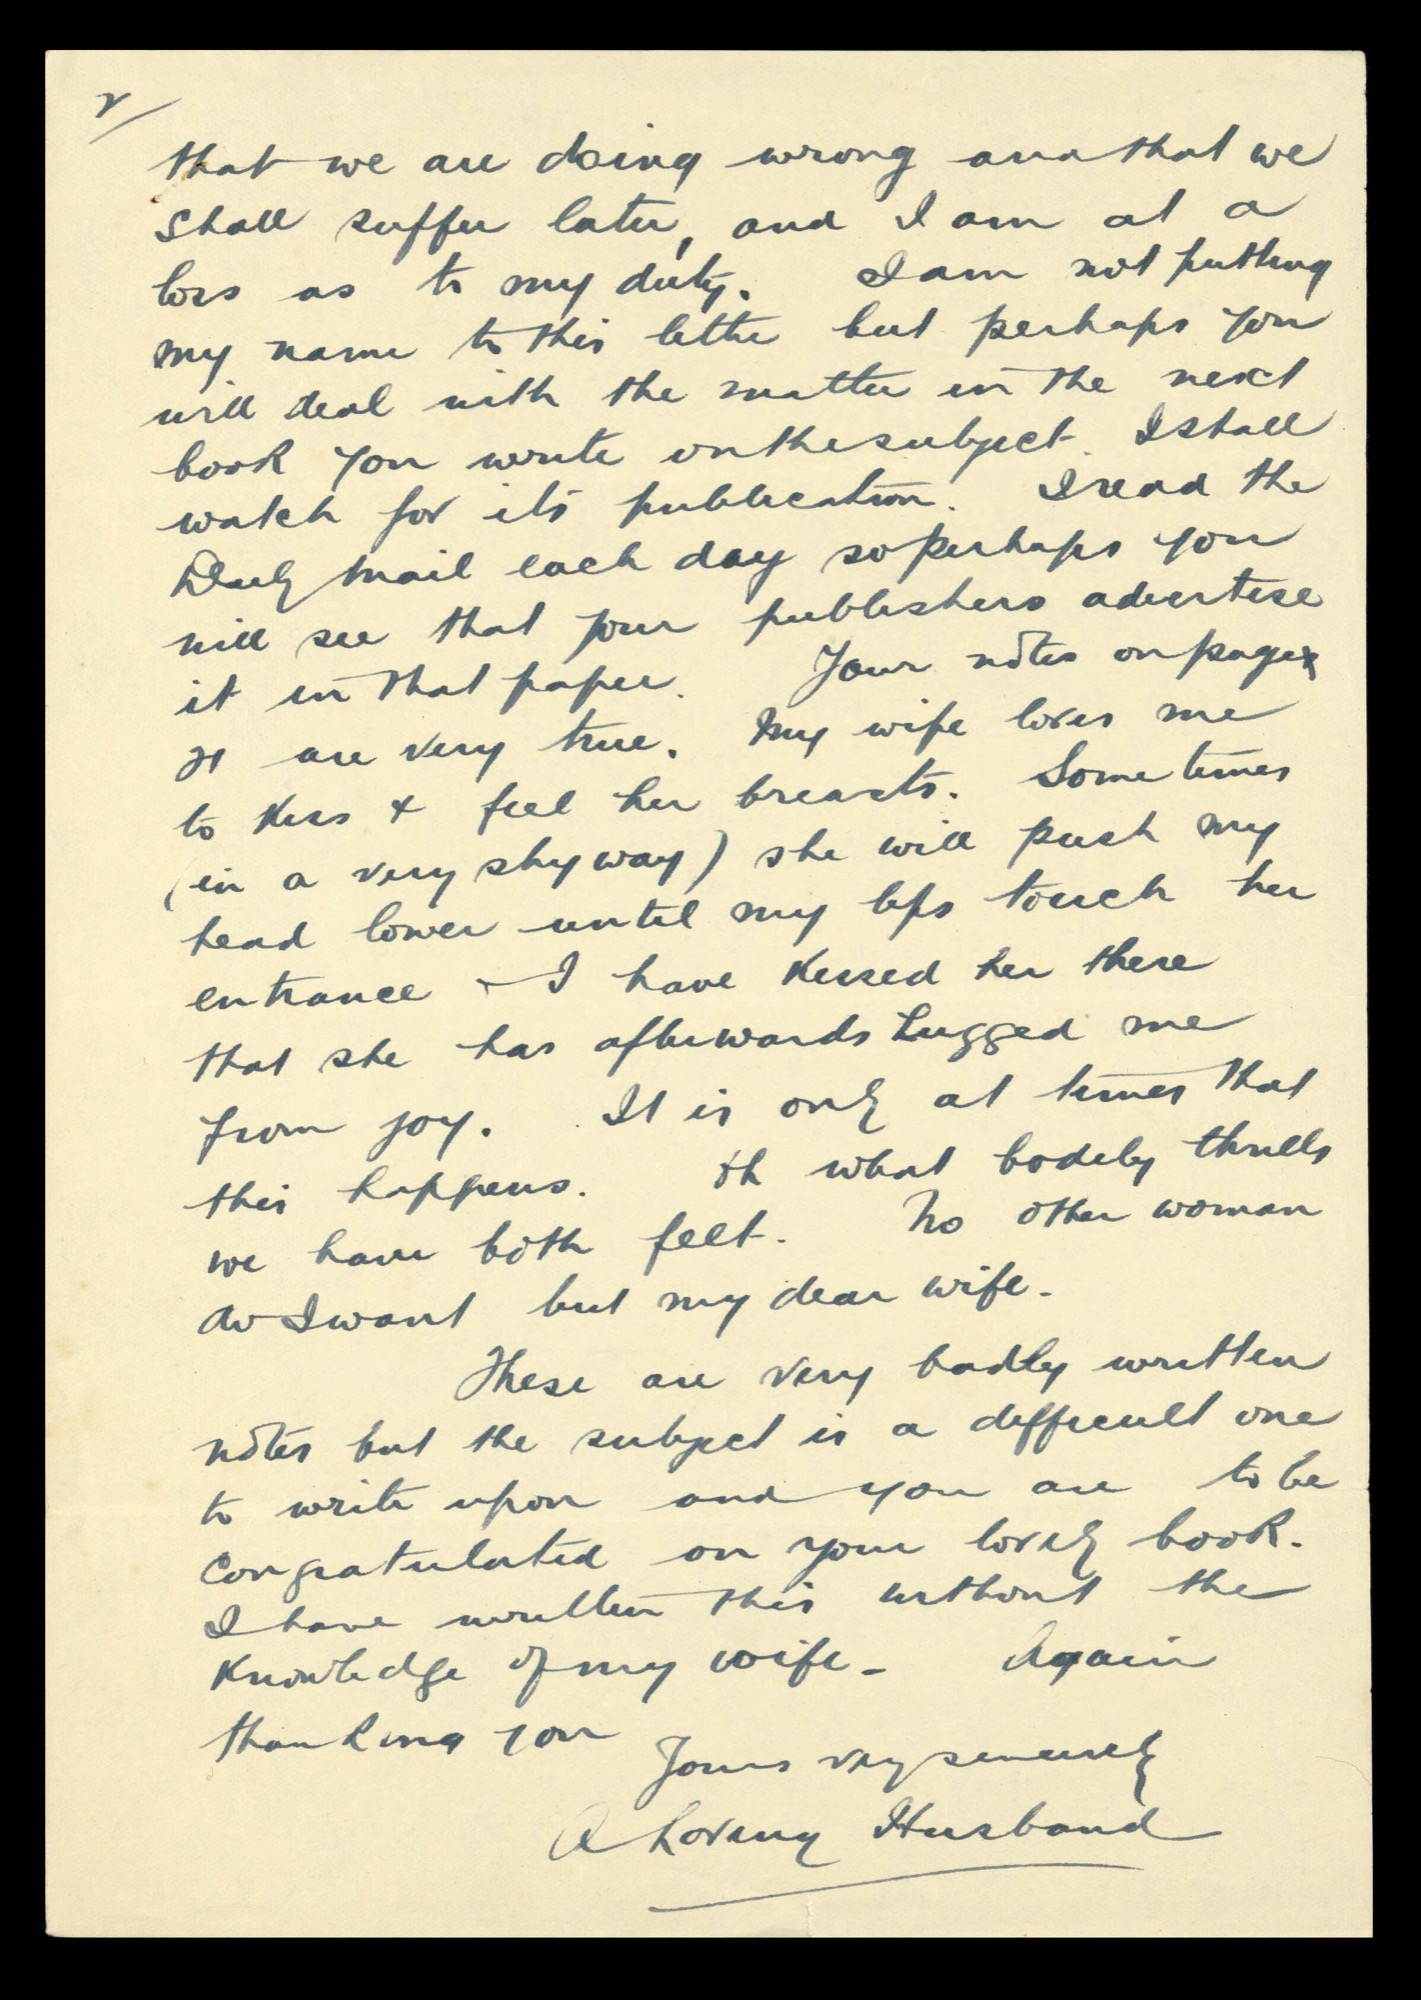 2/
that we are doing wrong and that we
shall suffer later, and I am at a
loss as to my duty. I am not putting
my name to this letter but perhaps you
will deal with the matter in the next
book you write on the subject. I shall
watch for its publication. I read the
Daily Mail each day so perhaps you
will see that your publishers advertise
it in that paper. Your notes on page
are very true. My wife loves me
to kiss & feel her breasts. Sometimes
(in a very shy way) she will push my
head lower until my lips touch her
entrance I have kissed her there
that she has afterwards hugged me
from joy. It is only at times that
this happens. Oh what bodily thrills
we have both felt. No other woman
do I want but my dear wife.
These are very badly written
notes but the subject is a difficult one
to write upon and you are to be
congratulated on your lovely book.
I have written this without the
knowledge of my wife. Again
thanking you
Yours very sincerely
A Loving Husband